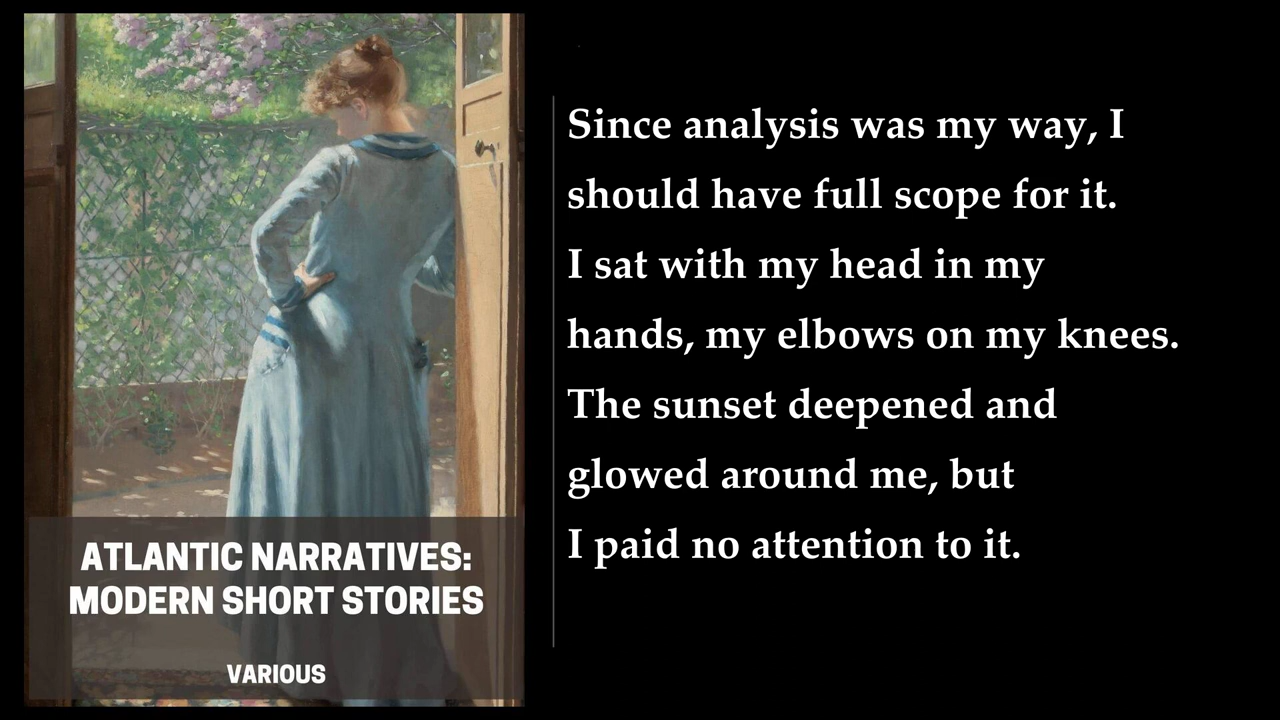 Since analysis was my way, I
should have full scope for it.
I sat with my head in my
hands, my elbows on my knees.
The sunset deepened and
glowed around me, but
I paid no attention to it.
ATLANTIC NARRATIVES:
MODERN SHORT STORIES
VARIOUS